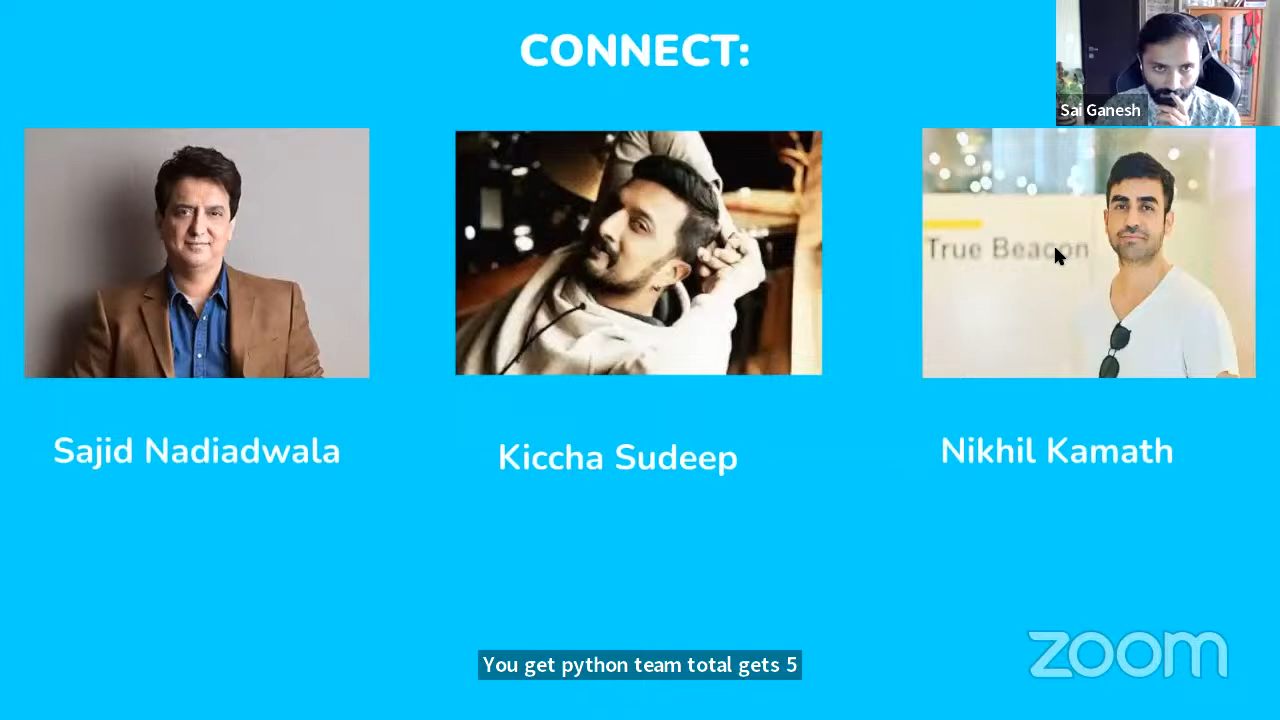 CONNECT:
Sai Ganesh
True Beacon
Sajid Nadiadwala
Kiccha Sudeep
Nikhil Kamath
You get python team total gets 5
zoom